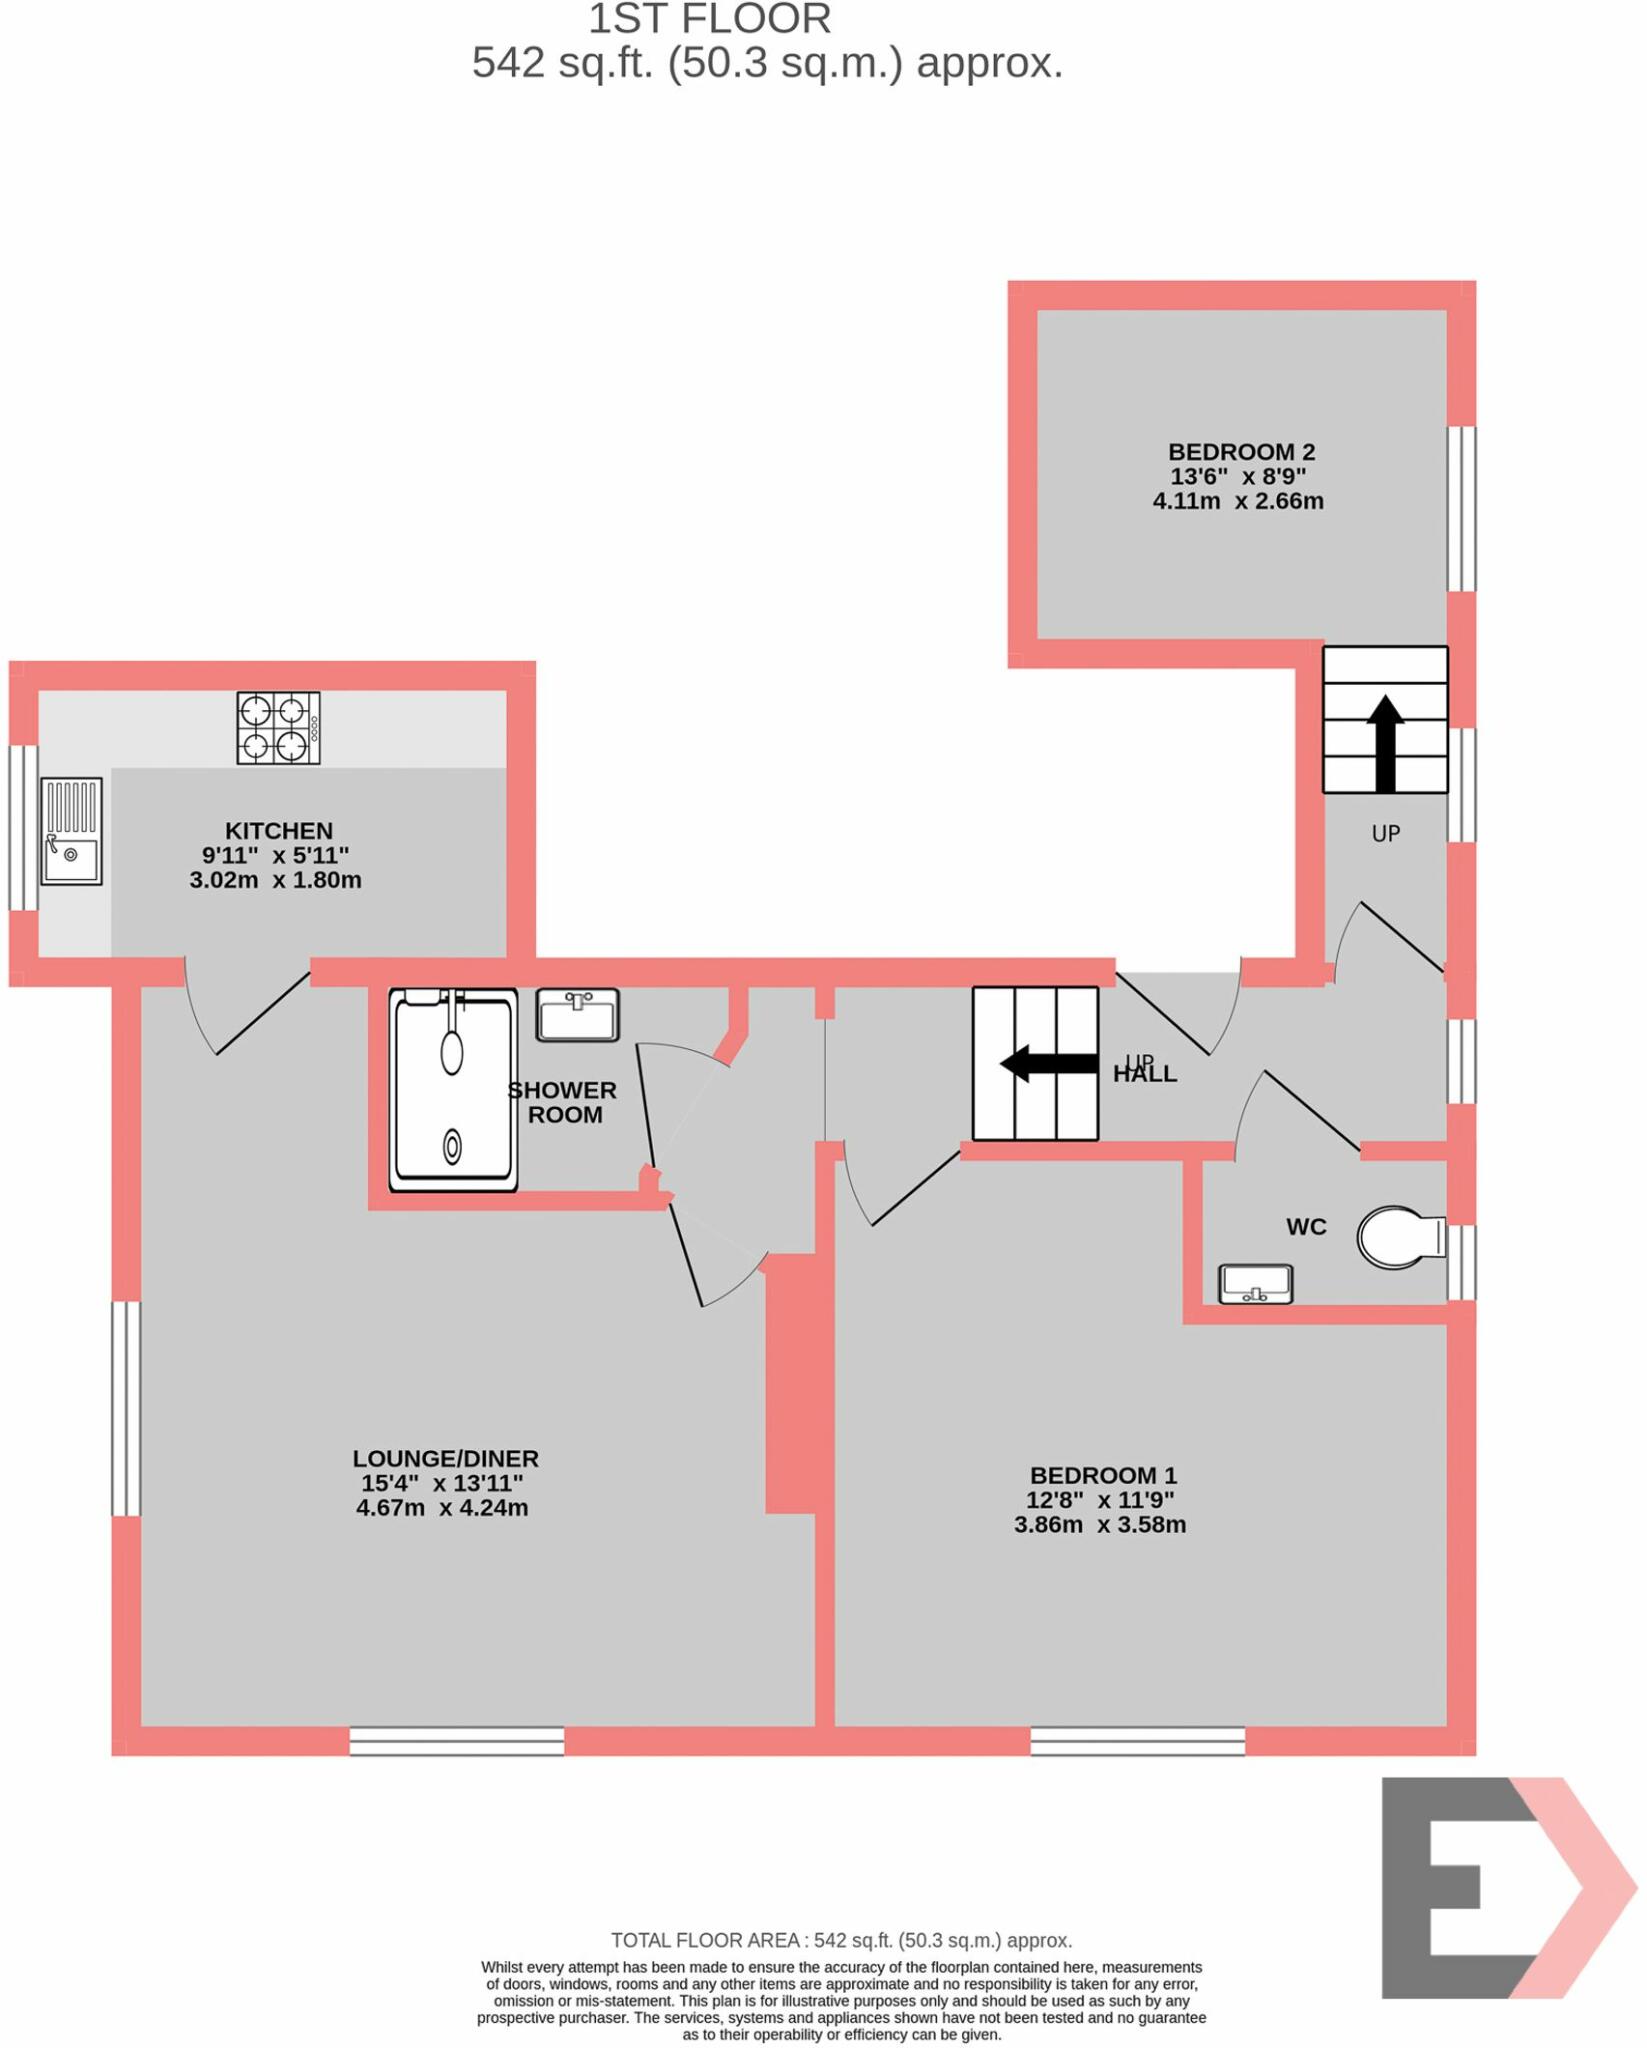 1ST FLOOR
542 sq.ft. (50.3 sq.m.) approx.
BEDROOM 2
13'6" x 8'9"
4.11m x 2.66m
KITCHEN
9'11" x 5'11"
3.02m x 1.80m
UP
UP
HALL
SHOWER
ROOM
WC
LOUNGE/DINER
15'4" x 13'11"
4.67m x 4.24m
BEDROOM 1
12'8" x 11'9"
3.86m x 3.58m
TOTAL FLOOR AREA : 542 sq.ft. (50.3 sq.m.) approx.
Whilst every attempt has been made to ensure the accuracy of the floorplan contained here, measurements
of doors, windows, rooms and any other items are approximate and no responsibility is taken for any error,
omission or mis-statement. This plan is for illustrative purposes only and should be used as such by any
prospective purchaser. The services, systems and appliances shown have not been tested and no guarantee
as to their operability or efficiency can be given.
E